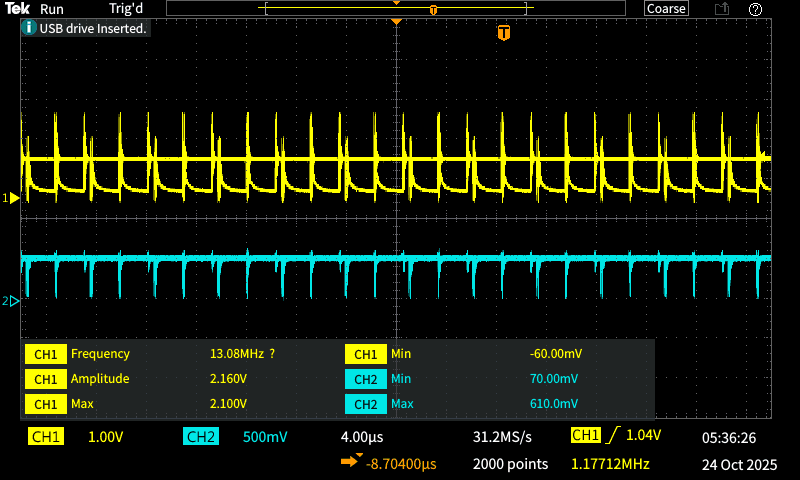 Tek Run Trig'd T Coarse ?
i USB drive Inserted.
T
1
2
CH1 Frequency 13.08MHz ? CH1 Min -60.00mV
CH1 Amplitude 2.160V CH2 Min 70.00mV
CH1 Max 2.100V CH2 Max 610.0mV
CH1 1.00V CH2 500mV 4.00µs 31.2MS/s CH1 1.04V 05:36:26
-8.70400µs 2000 points 1.17712MHz 24 Oct 2025